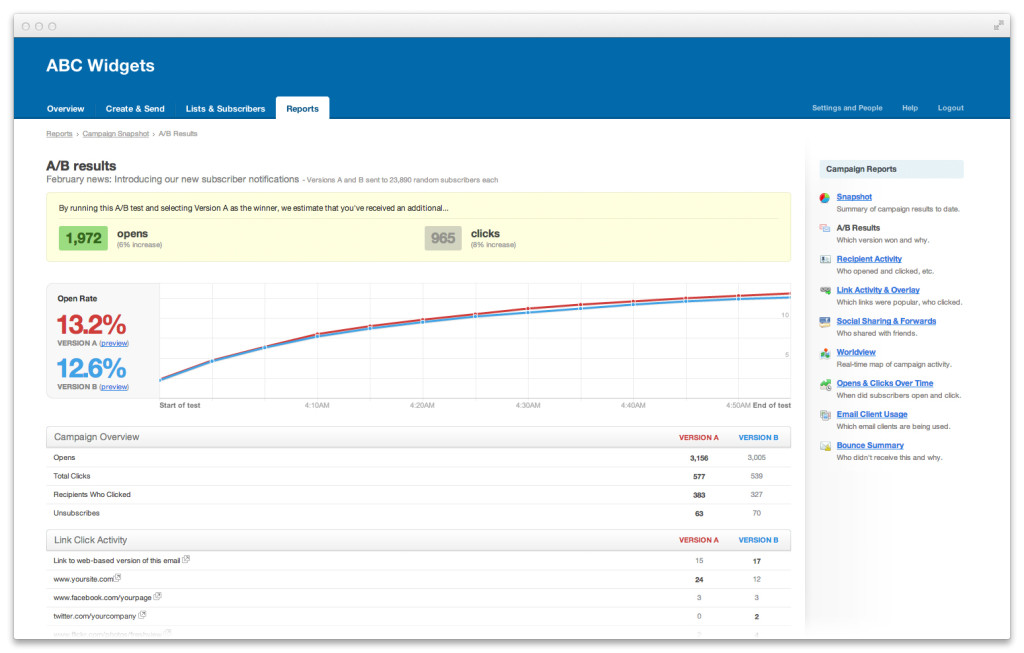 ABC Widgets
Overview Create & Send Lists & Subscribers Reports Settings and People Help Logout
Reports › Campaign Snapshot › A/B Results
A/B results
February news: Introducing our new subscriber notifications - Versions A and B sent to 23,890 random subscribers each
By running this A/B test and selecting Version A as the winner, we estimate that you've received an additional...
1,972 opens (6% increase)
965 clicks (8% increase)
Open Rate
13.2%
VERSION A (preview)
12.6%
VERSION B (preview)
10
5
Start of test 4:10AM 4:20AM 4:30AM 4:40AM 4:50AM End of test
Campaign Overview VERSION A VERSION B
Opens 3,156 3,005
Total Clicks 577 539
Recipients Who Clicked 383 327
Unsubscribes 63 70
Link Click Activity VERSION A VERSION B
Link to web-based version of this email 15 17
www.yoursite.com 24 12
www.facebook.com/yourpage 3 3
twitter.com/yourcompany 0 2
Campaign Reports
Snapshot
Summary of campaign results to date.
A/B Results
Which version won and why.
Recipient Activity
Who opened and clicked, etc.
Link Activity & Overlay
Which links were popular, who clicked.
Social Sharing & Forwards
Who shared with friends.
Worldview
Real-time map of campaign activity.
Opens & Clicks Over Time
When did subscribers open and click.
Email Client Usage
Which email clients are being used.
Bounce Summary
Who didn't receive this and why.